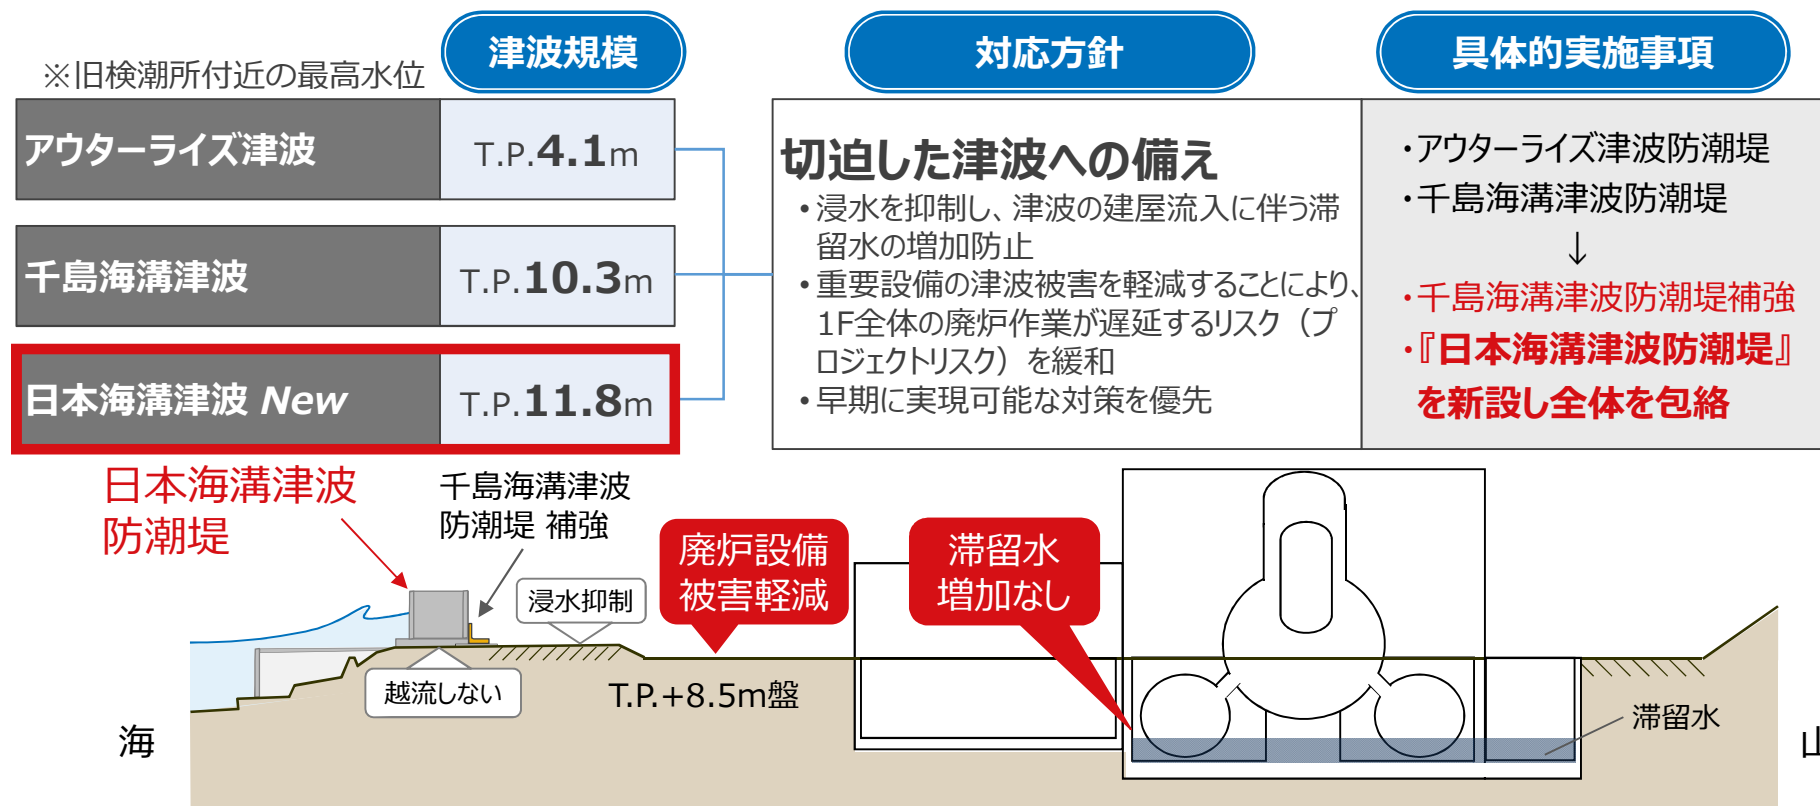 ※旧検潮所付近の最高水位
津波規模
対応方針
具体的実施事項
アウターライズ津波
T.P.4.1m
千島海溝津波
T.P.10.3m
日本海溝津波 New
T.P.11.8m
切迫した津波への備え
•浸水を抑制し、津波の建屋流入に伴う滞
留水の増加防止
•重要設備の津波被害を軽減することにより、
1F全体の廃炉作業が遅延するリスク（プ
ロジェクトリスク）を緩和
•早期に実現可能な対策を優先
・アウターライズ津波防潮堤
・千島海溝津波防潮堤
↓
・千島海溝津波防潮堤補強
・『日本海溝津波防潮堤』
を新設し全体を包絡
日本海溝津波
防潮堤
千島海溝津波
防潮堤 補強
浸水抑制
越流しない
廃炉設備
被害軽減
滞留水
増加なし
T.P.+8.5m盤
滞留水
海
山